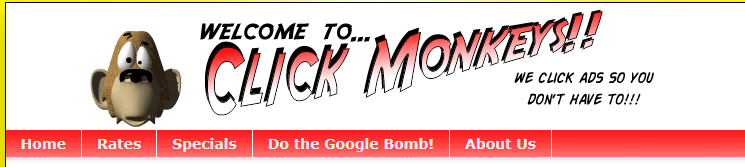 WELCOME TO...
CLICK MONKEYS!!
WE CLICK ADS SO YOU
DON'T HAVE TO!!!
Home Rates Specials Do the Google Bomb! About Us